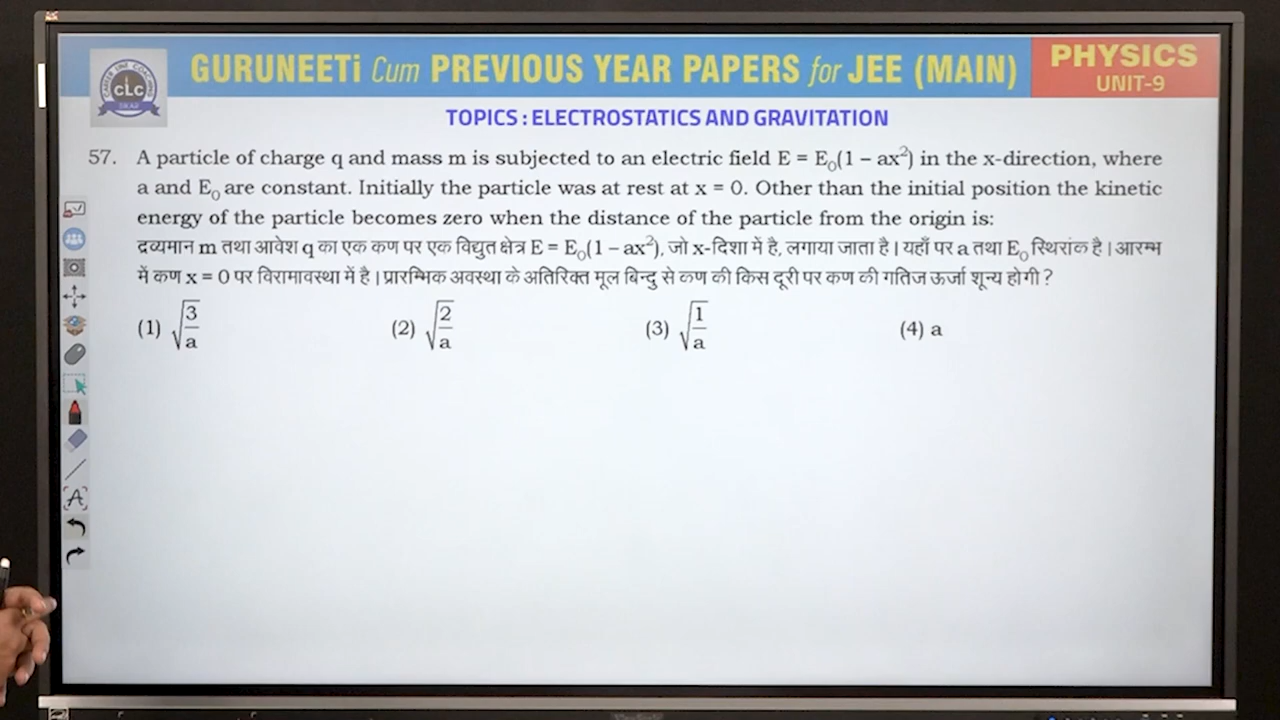 CAREER LINE COACHING
CLC
SIKAR
GURUNEETi Cum PREVIOUS YEAR PAPERS for JEE (MAIN)
PHYSICS
UNIT-9
TOPICS : ELECTROSTATICS AND GRAVITATION
57. A particle of charge q and mass m is subjected to an electric field E = E₀(1 – ax²) in the x-direction, where
a and E₀ are constant. Initially the particle was at rest at x = 0. Other than the initial position the kinetic
energy of the particle becomes zero when the distance of the particle from the origin is:
द्रव्यमान m तथा आवेश q का एक कण पर एक विद्युत क्षेत्र E = E₀(1 – ax²), जो x-दिशा में है, लगाया जाता है। यहाँ पर a तथा E₀ स्थिरांक है। आरम्भ
में कण x = 0 पर विरामावस्था में है। प्रारम्भिक अवस्था के अतिरिक्त मूल बिन्दु से कण की किस दूरी पर कण की गतिज ऊर्जा शून्य होगी ?
(1) √(3/a) (2) √(2/a) (3) √(1/a) (4) a